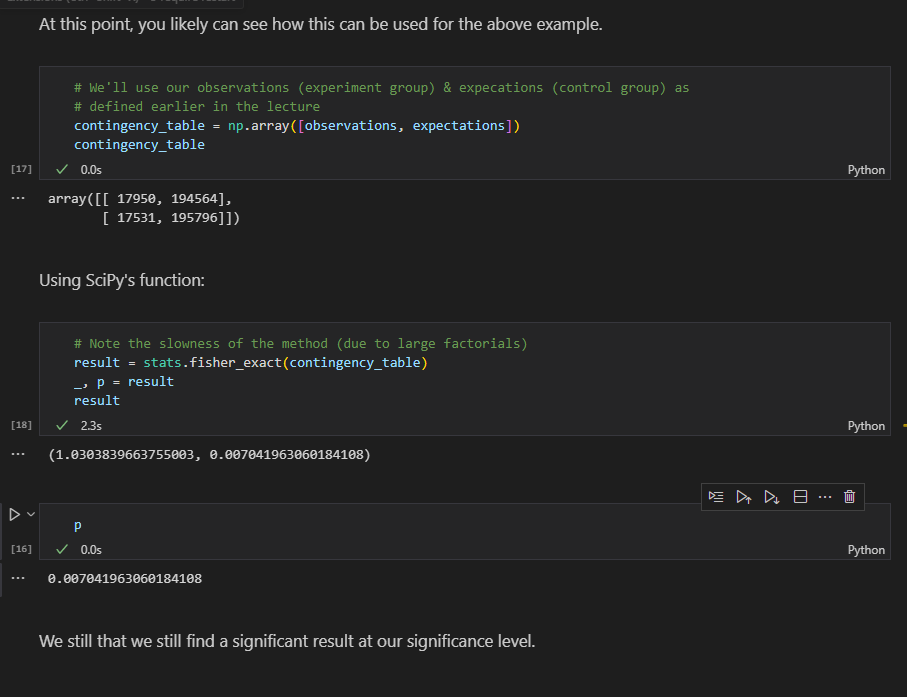 At this point, you likely can see how this can be used for the above example.
# We'll use our observations (experiment group) & expecations (control group) as
# defined earlier in the lecture
contingency_table = np.array([observations, expectations])
contingency_table
[17]
0.0s
Python
array([[ 17950, 194564],
       [ 17531, 195796]])
Using SciPy's function:
# Note the slowness of the method (due to large factorials)
result = stats.fisher_exact(contingency_table)
_, p = result
result
[18]
2.3s
Python
(1.0303839663755003, 0.007041963060184108)
p
[16]
0.0s
Python
0.007041963060184108
We still that we still find a significant result at our significance level.